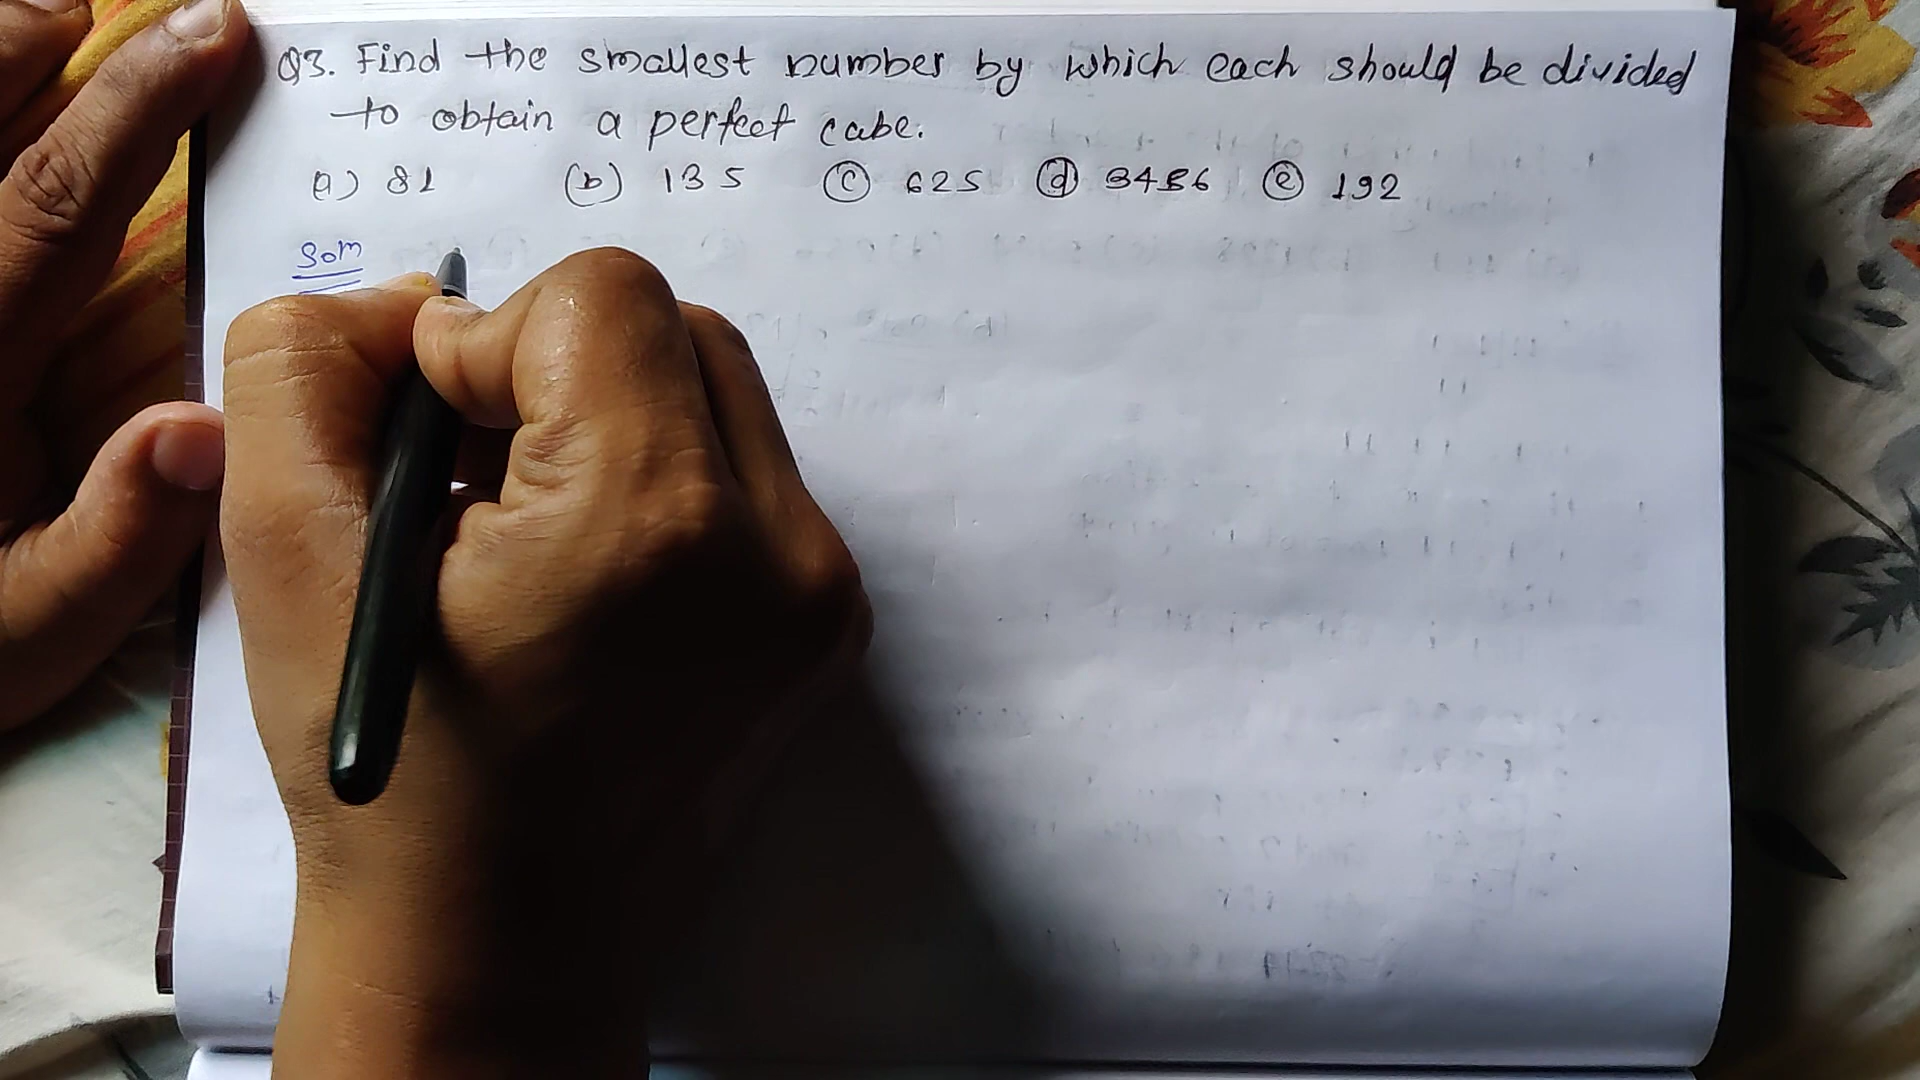 Q3. Find the smallest number by which each should be divided
to obtain a perfect cube.
(a) 81 (b) 135 (c) 625 (d) 3456 (e) 192
Soln